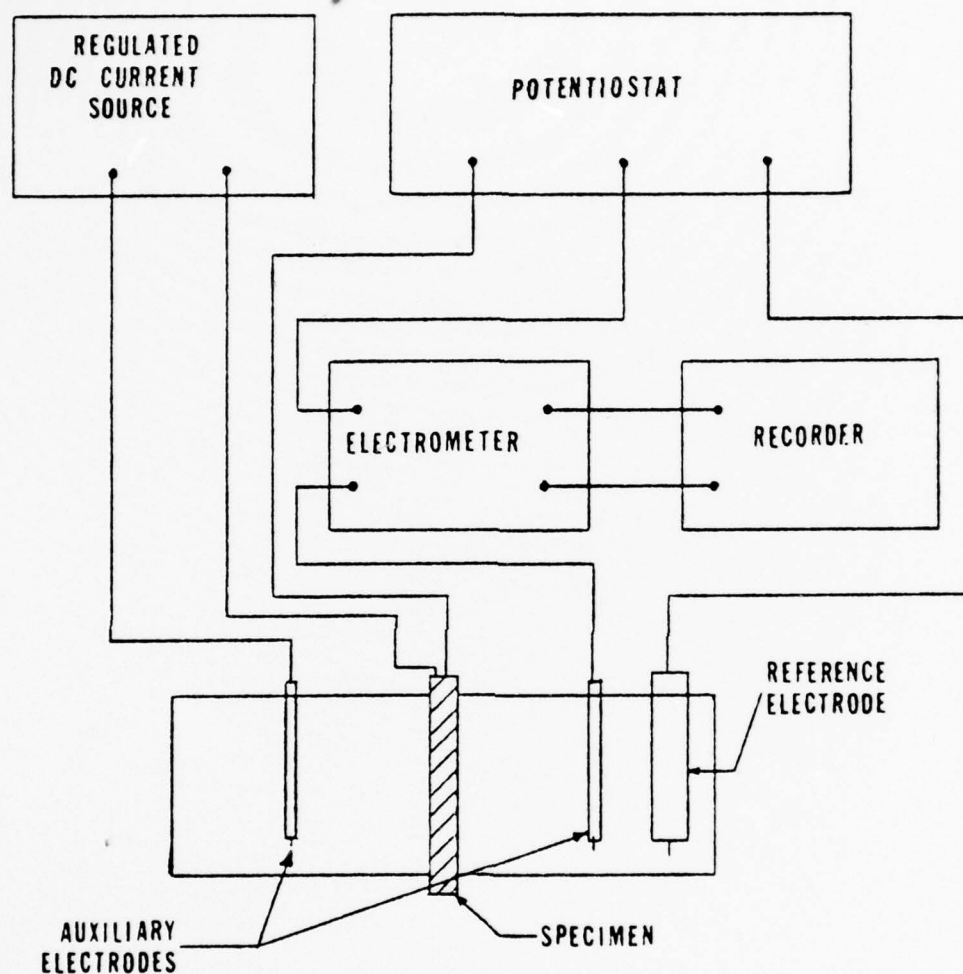 REGULATED
DC CURRENT
SOURCE
POTENTIOSTAT
ELECTROMETER
RECORDER
REFERENCE
ELECTRODE
AUXILIARY
ELECTRODES
SPECIMEN